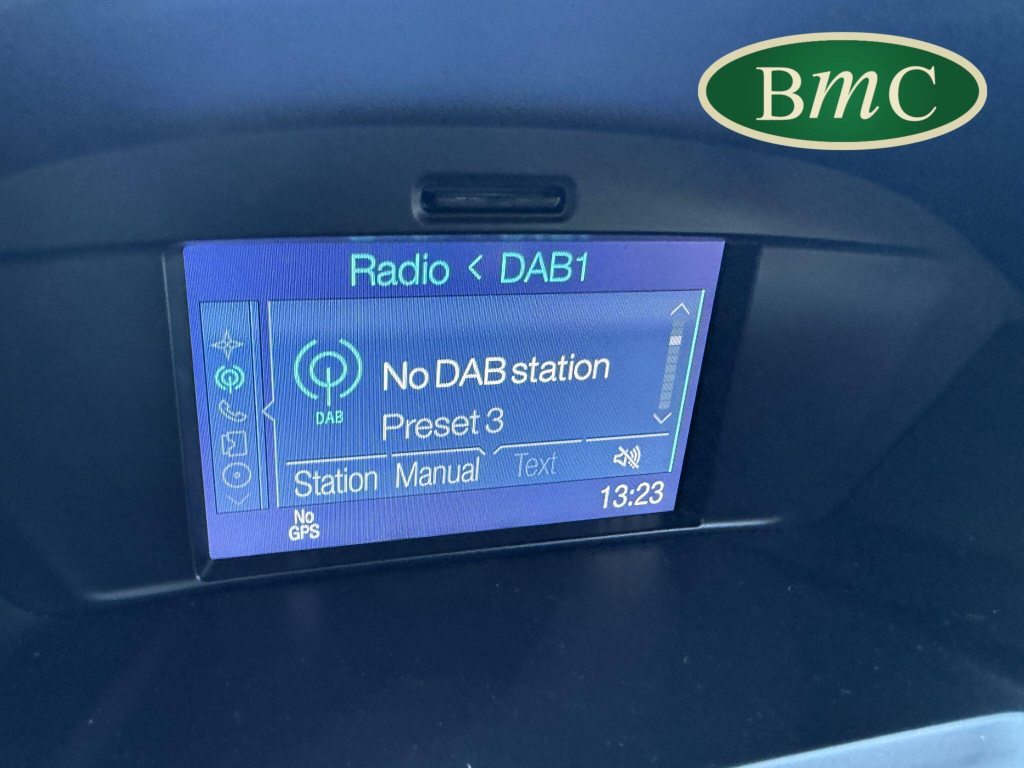 BmC
Radio < DAB1
No DAB station
DAB
Preset 3
Station Manual Text
13:23
No
GPS